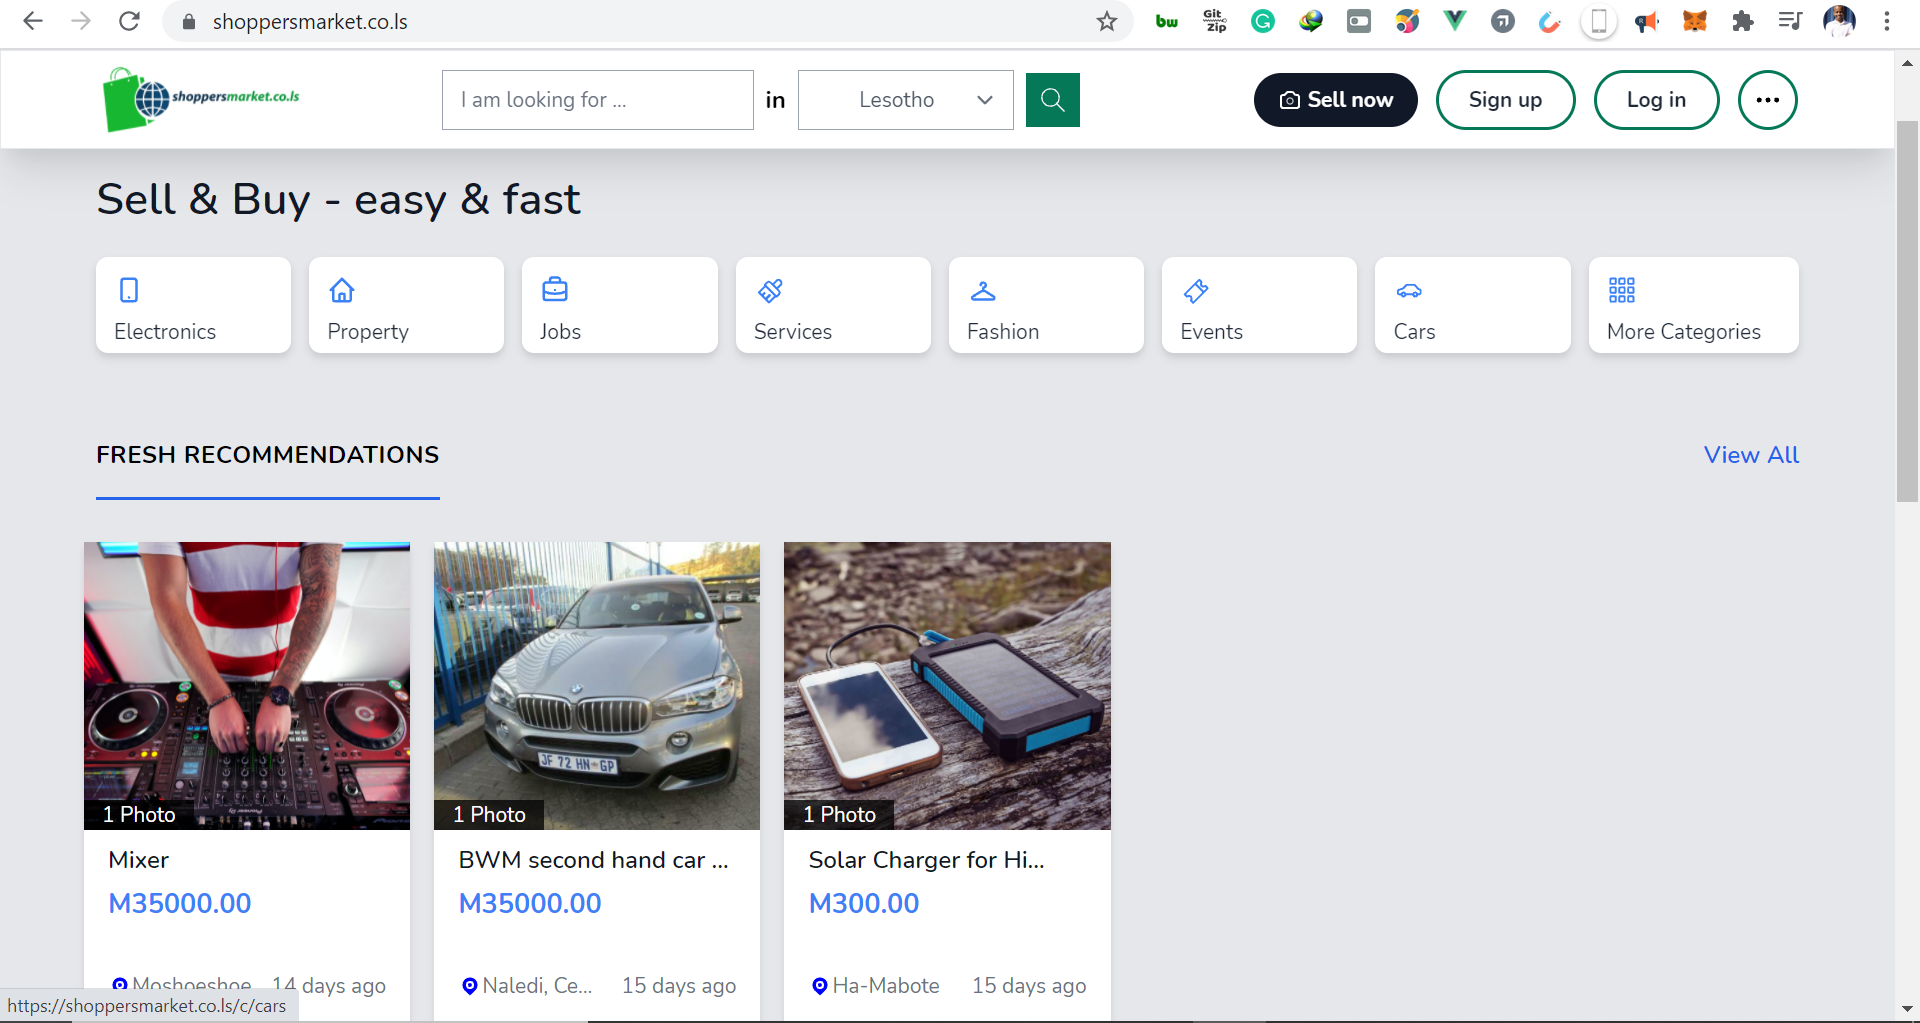 shoppersmarket.co.ls
bw
Git
Zip
shoppersmarket.co.ls
I am looking for ...
in
Lesotho
Sell now
Sign up
Log in
Sell & Buy - easy & fast
Electronics
Property
Jobs
Services
Fashion
Events
Cars
More Categories
FRESH RECOMMENDATIONS
View All
1 Photo
JF 72 HN GP
1 Photo
1 Photo
Mixer
M35000.00
Moshoeshoe
14 days ago
BWM second hand car ...
M35000.00
Naledi, Ce...
15 days ago
Solar Charger for Hi...
M300.00
Ha-Mabote
15 days ago
https://shoppersmarket.co.ls/c/cars